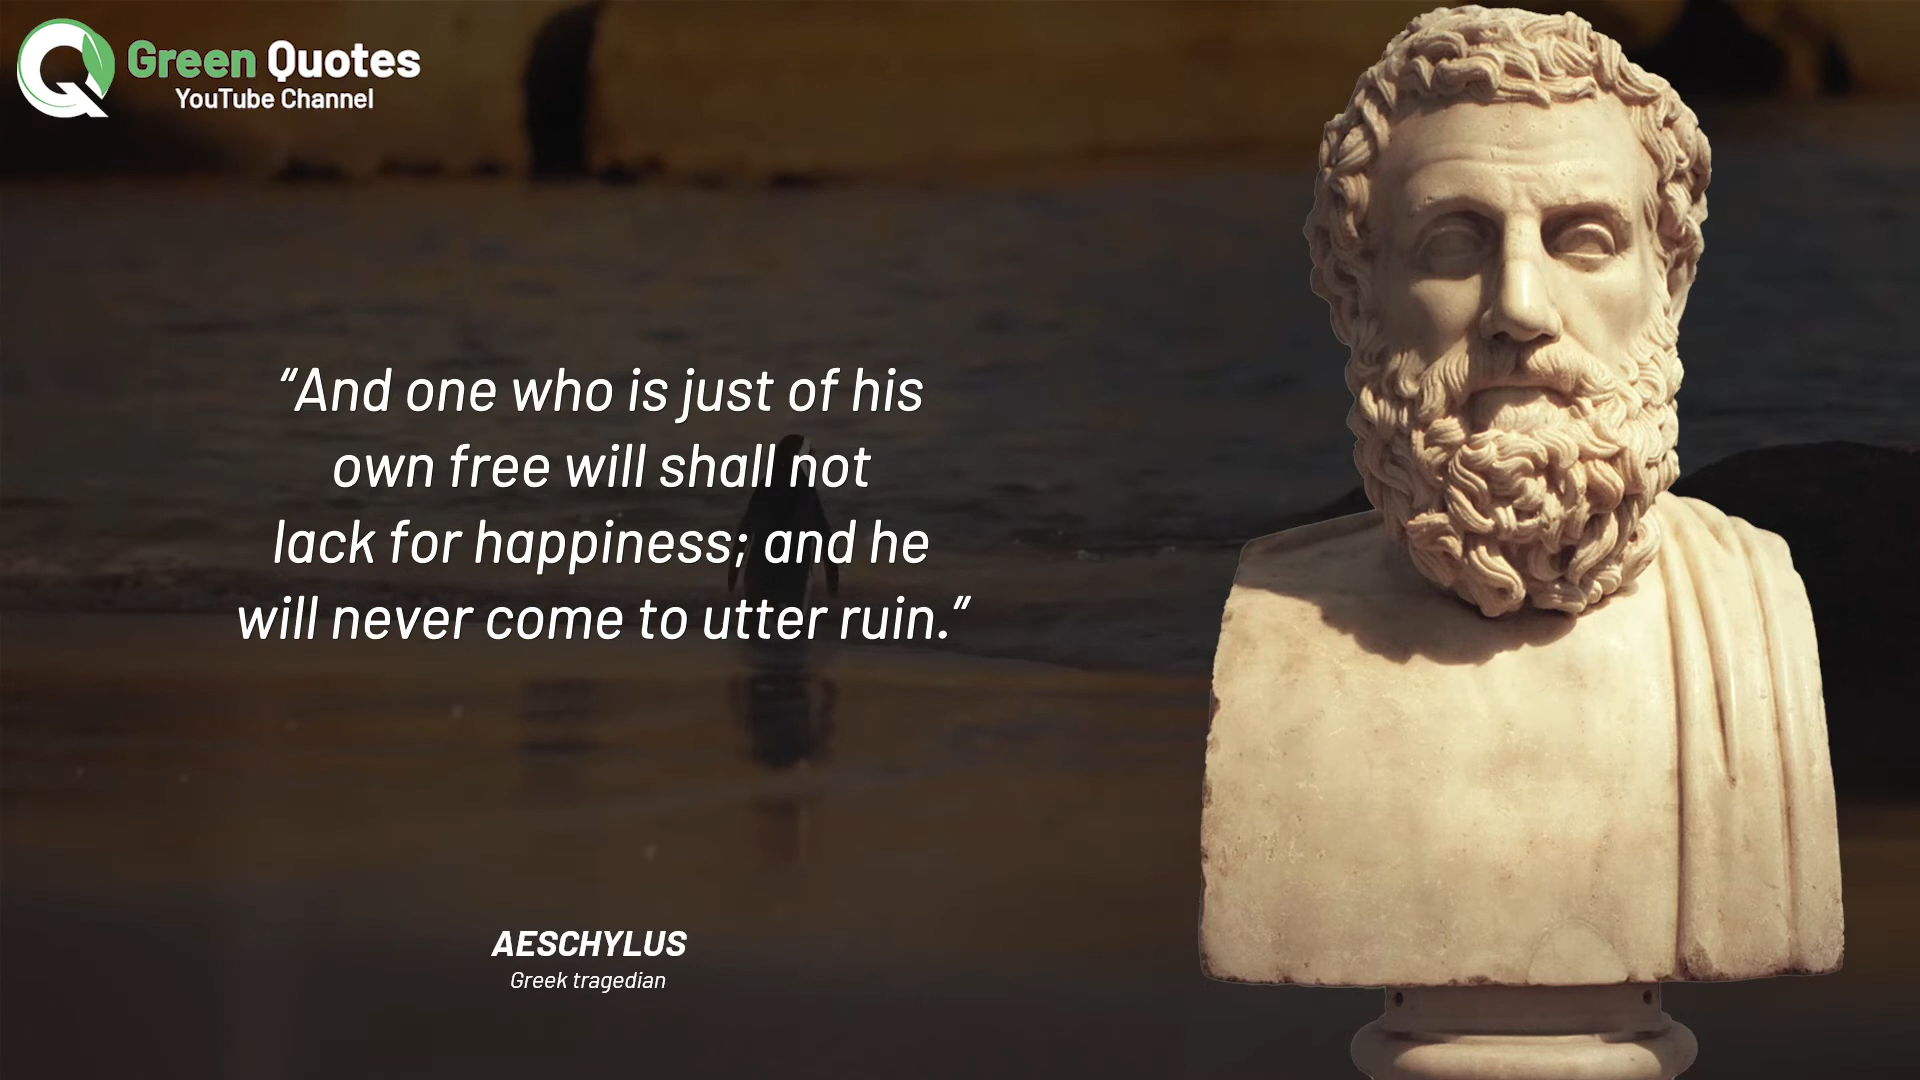 Green Quotes
YouTube Channel
“And one who is just of his
own free will shall not
lack for happiness; and he
will never come to utter ruin.”
AESCHYLUS
Greek tragedian